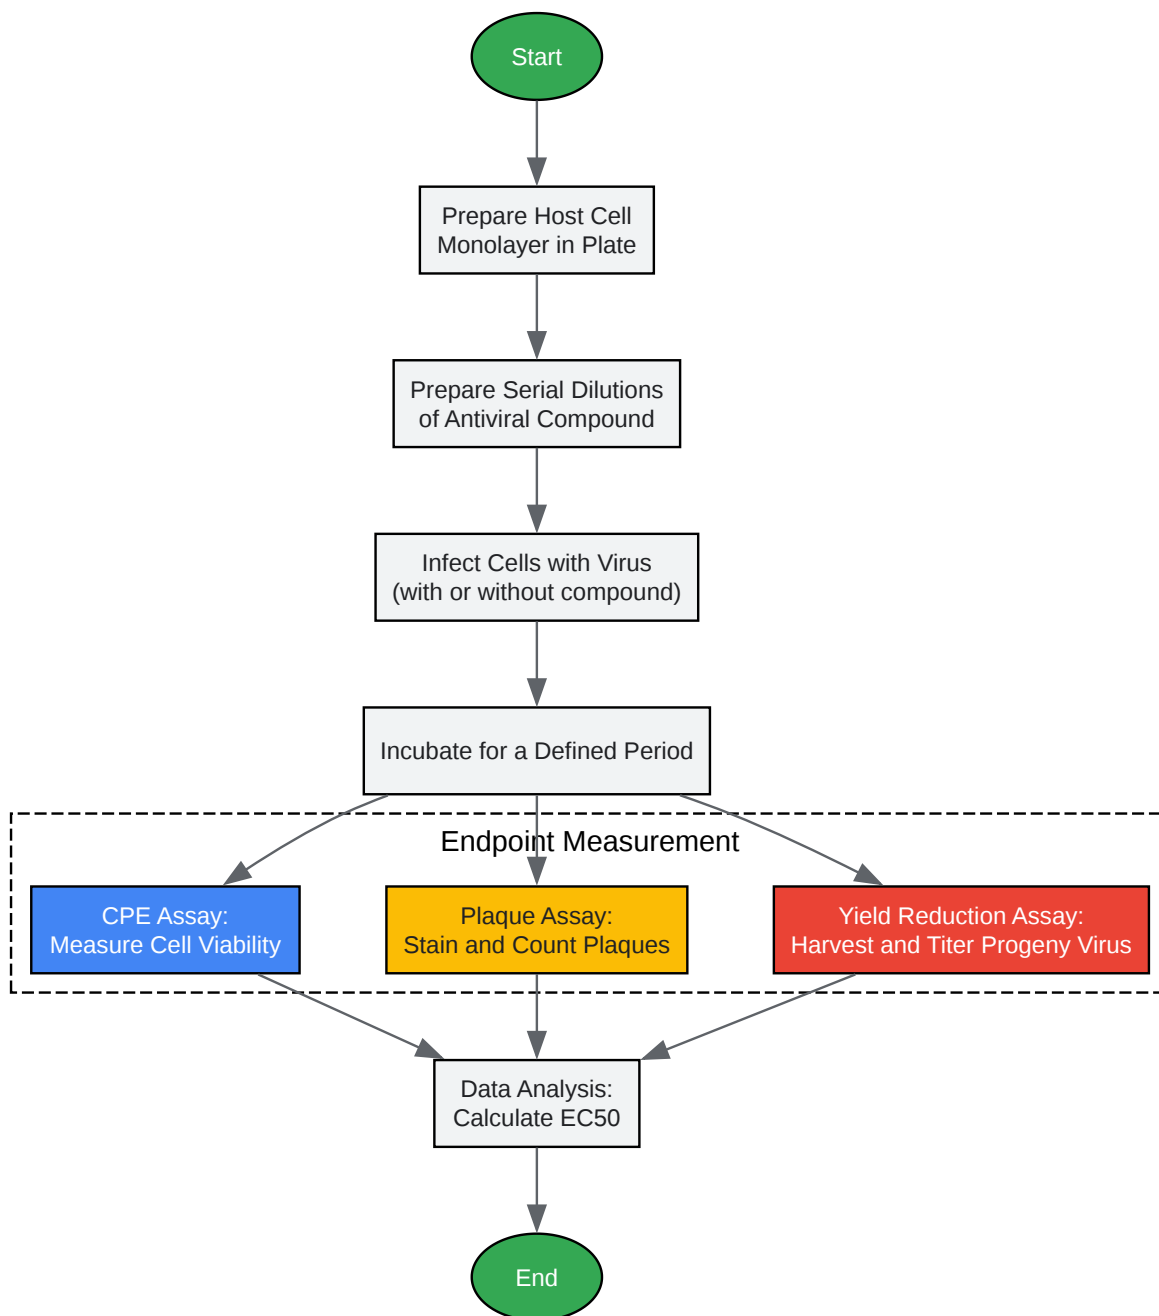 Start
Prepare Host Cell
Monolayer in Plate
Prepare Serial Dilutions
of Antiviral Compound
Infect Cells with Virus
(with or without compound)
Incubate for a Defined Period
Endpoint Measurement
CPE Assay:
Measure Cell Viability
Plaque Assay:
Stain and Count Plaques
Yield Reduction Assay:
Harvest and Titer Progeny Virus
Data Analysis:
Calculate EC50
End